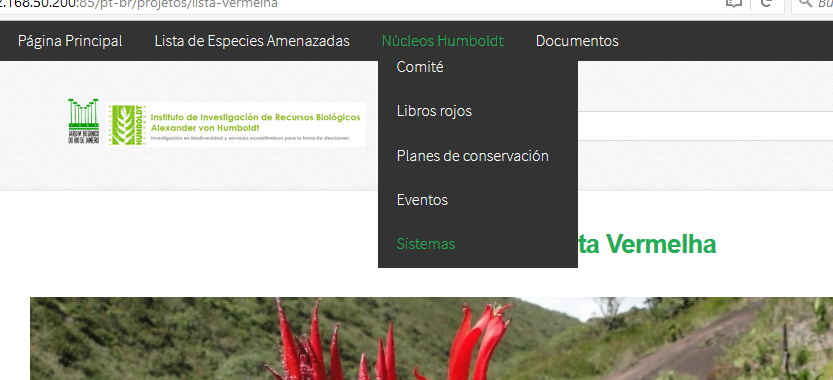 2.168.50.200:85/pt-br/projetos/lista-vermelha
Página Principal Lista de Especies Amenazadas Núcleos Humboldt Documentos
Comité
Libros rojos
Planes de conservación
Eventos
Sistemas
JARDIM BOTÂNICO
DO RIO DE JANEIRO
HUMBOLDT
Instituto de Investigación de Recursos Biológicos
Alexander von Humboldt
Investigación en biodiversidad y servicios ecosistémicos para la toma de decisiones
ta Vermelha